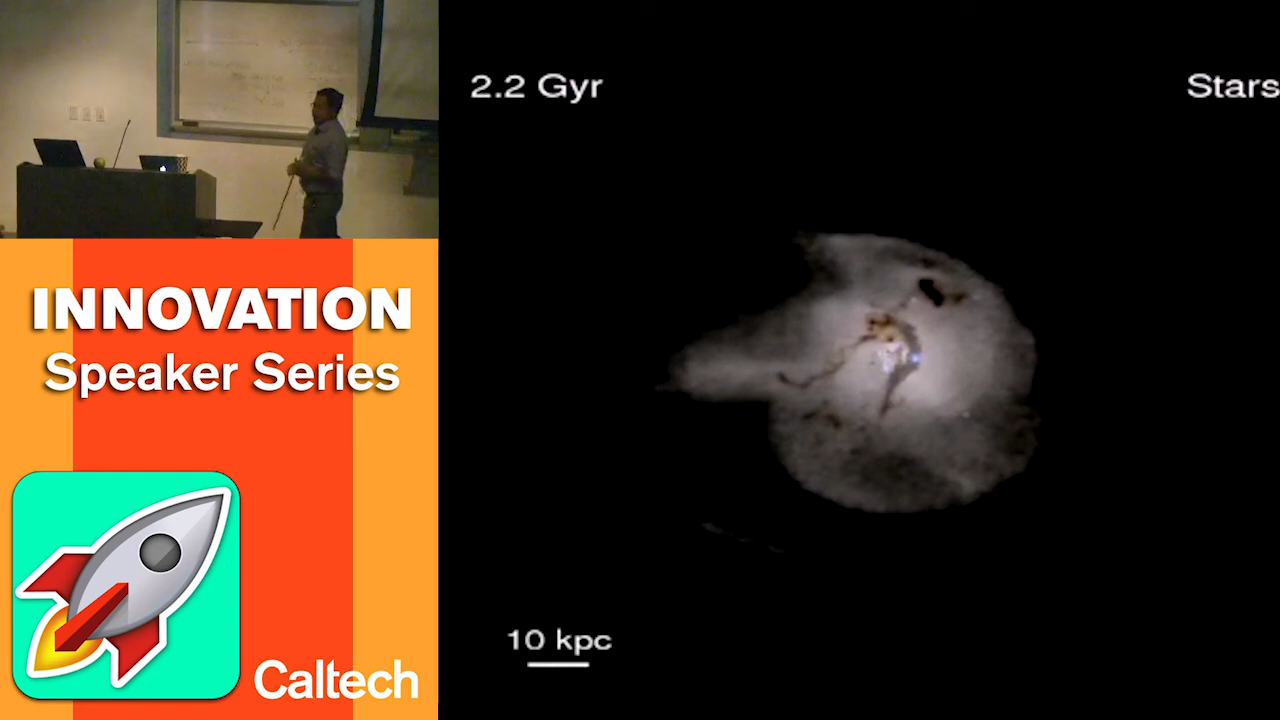 2.2 Gyr
Stars
INNOVATION
Speaker Series
10 kpc
Caltech